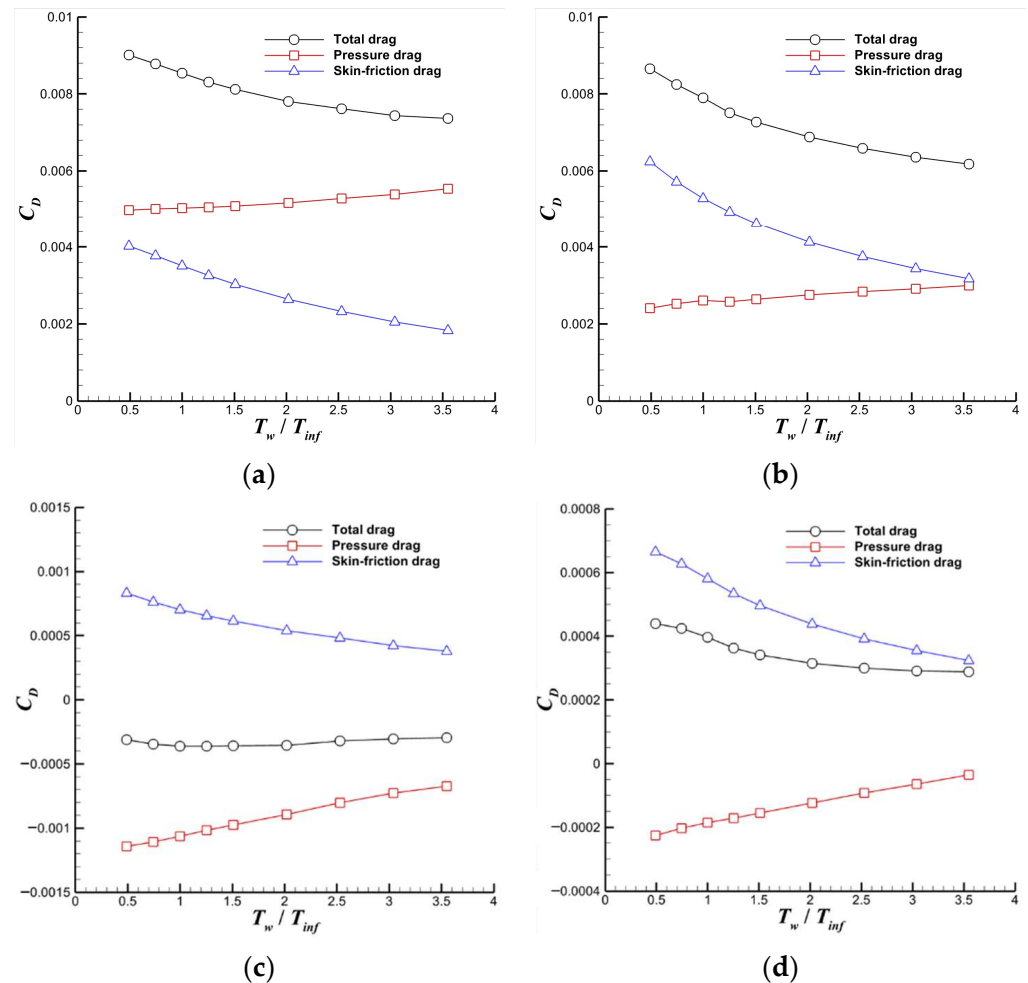 0.01
0.008
0.006
0.004
0.002
0
C_D
Total drag
Pressure drag
Skin-friction drag
0 0.5 1 1.5 2 2.5 3 3.5 4
T_w / T_inf
(a)
0.01
0.008
0.006
0.004
0.002
0
C_D
Total drag
Pressure drag
Skin-friction drag
0 0.5 1 1.5 2 2.5 3 3.5 4
T_w / T_inf
(b)
0.0015
0.001
0.0005
0
−0.0005
−0.001
−0.0015
C_D
Total drag
Pressure drag
Skin-friction drag
0 0.5 1 1.5 2 2.5 3 3.5 4
T_w / T_inf
(c)
0.0008
0.0006
0.0004
0.0002
0
−0.0002
−0.0004
C_D
Total drag
Pressure drag
Skin-friction drag
0 0.5 1 1.5 2 2.5 3 3.5 4
T_w / T_inf
(d)